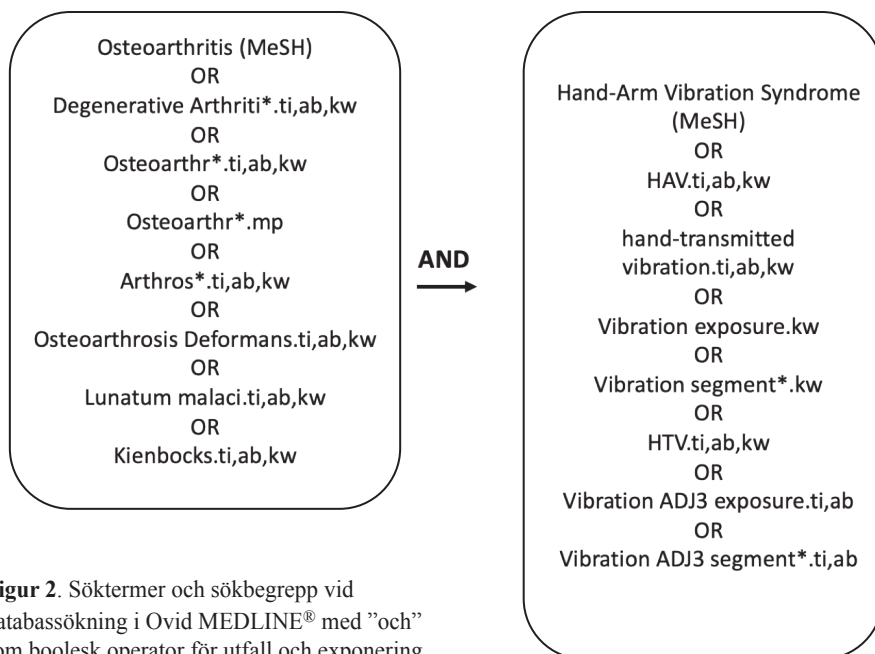 Osteoarthritis (MeSH)
OR
Degenerative Arthriti*.ti,ab,kw
OR
Osteoarthr*.ti,ab,kw
OR
Osteoarthr*.mp
OR
Arthros*.ti,ab,kw
OR
Osteoarthrosis Deformans.ti,ab,kw
OR
Lunatum malaci.ti,ab,kw
OR
Kienbocks.ti,ab,kw
AND
Hand-Arm Vibration Syndrome
(MeSH)
OR
HAV.ti,ab,kw
OR
hand-transmitted
vibration.ti,ab,kw
OR
Vibration exposure.kw
OR
Vibration segment*.kw
OR
HTV.ti,ab,kw
OR
Vibration ADJ3 exposure.ti,ab
OR
Vibration ADJ3 segment*.ti,ab
igur 2. Söktermer och sökbegrepp vid
atabassökning i Ovid MEDLINE® med ”och”
om boolesk operator för utfall och exponering